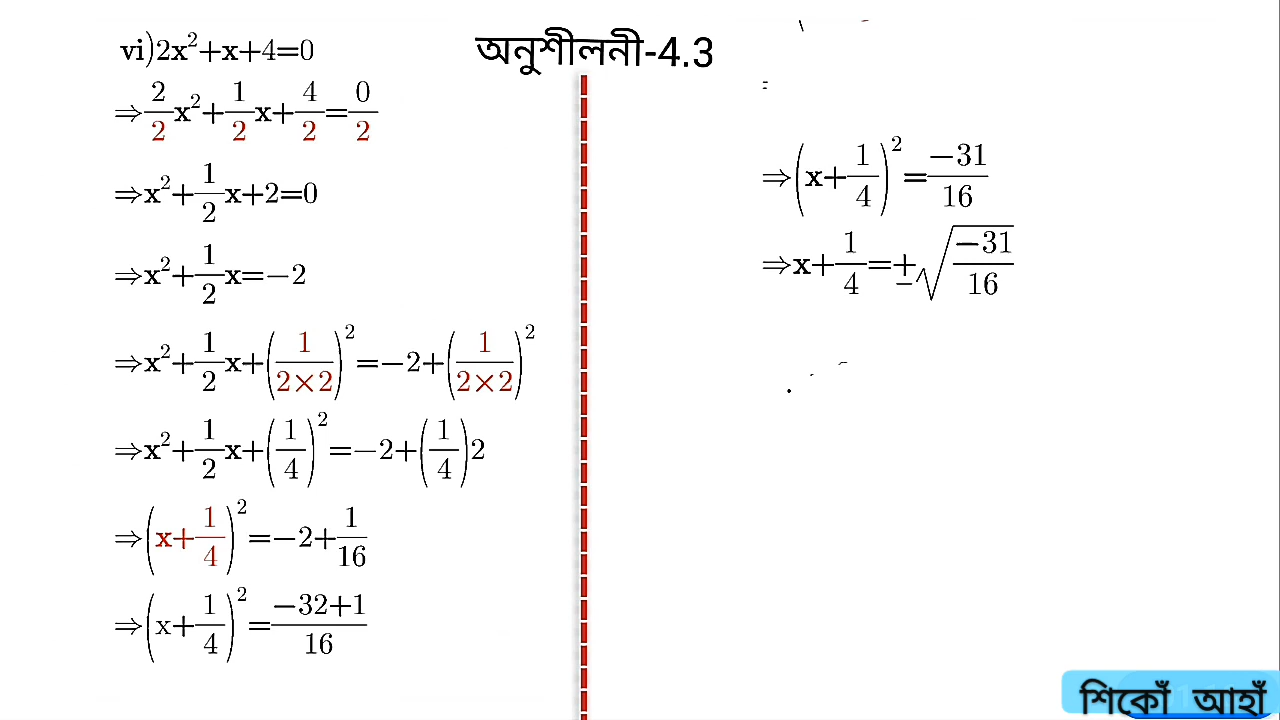 অনুশীলনী-4.3
vi)2x²+x+4=0
⇒2/2x²+1/2x+4/2=0/2
⇒x²+1/2x+2=0
⇒x²+1/2x=−2
⇒x²+1/2x+(1/2×2)²=−2+(1/2×2)²
⇒x²+1/2x+(1/4)²=−2+(1/4)2
⇒(x+1/4)²=−2+1/16
⇒(x+1/4)²=−32+1/16
⇒(x+1/4)²=−31/16
⇒x+1/4=±√−31/16
শিকোঁ আহাঁ